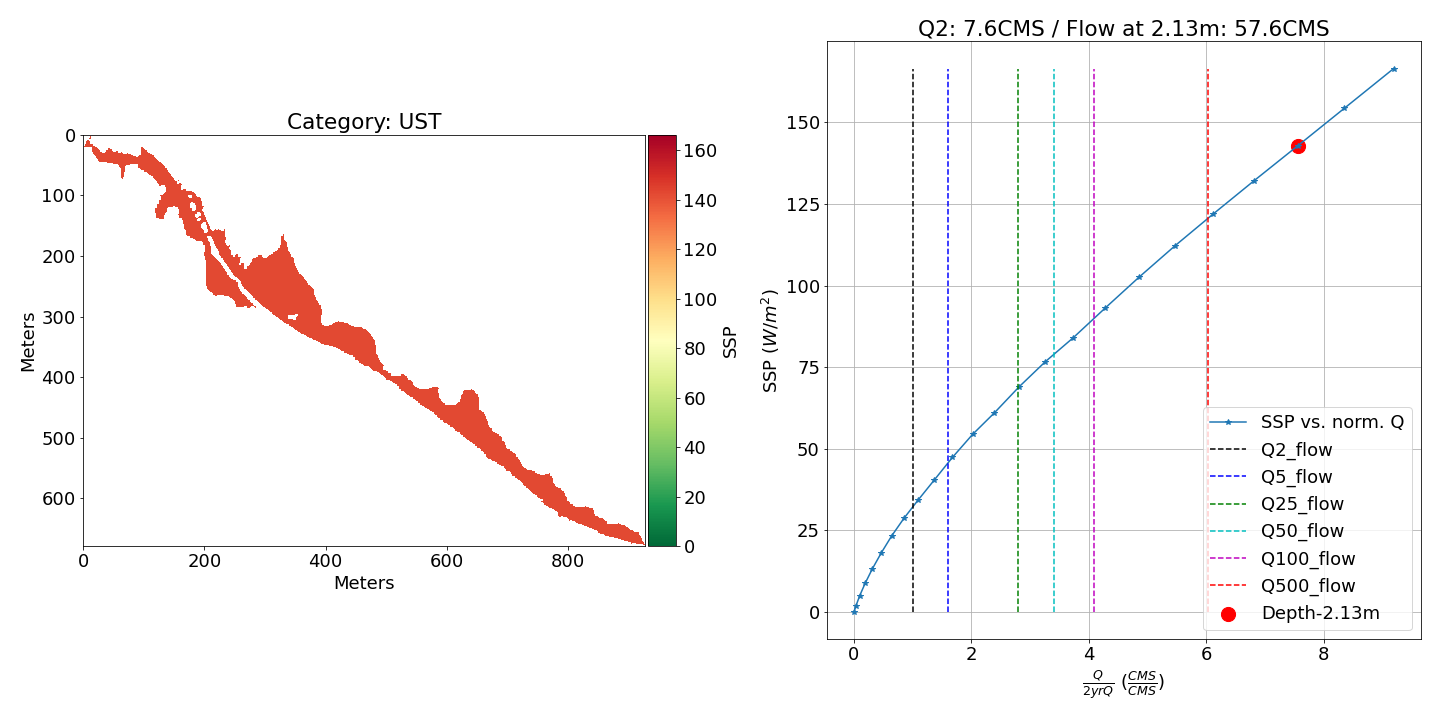 Category: UST
0
100
200
300
400
500
600
Meters
0
200
400
600
800
Meters
160
140
120
100
80
60
40
20
0
SSP
Q2: 7.6CMS / Flow at 2.13m: 57.6CMS
150
125
100
75
50
25
0
SSP (W/m²)
SSP vs. norm. Q
Q2_flow
Q5_flow
Q25_flow
Q50_flow
Q100_flow
Q500_flow
Depth-2.13m
0
2
4
6
8
Q/2yrQ (CMS/CMS)